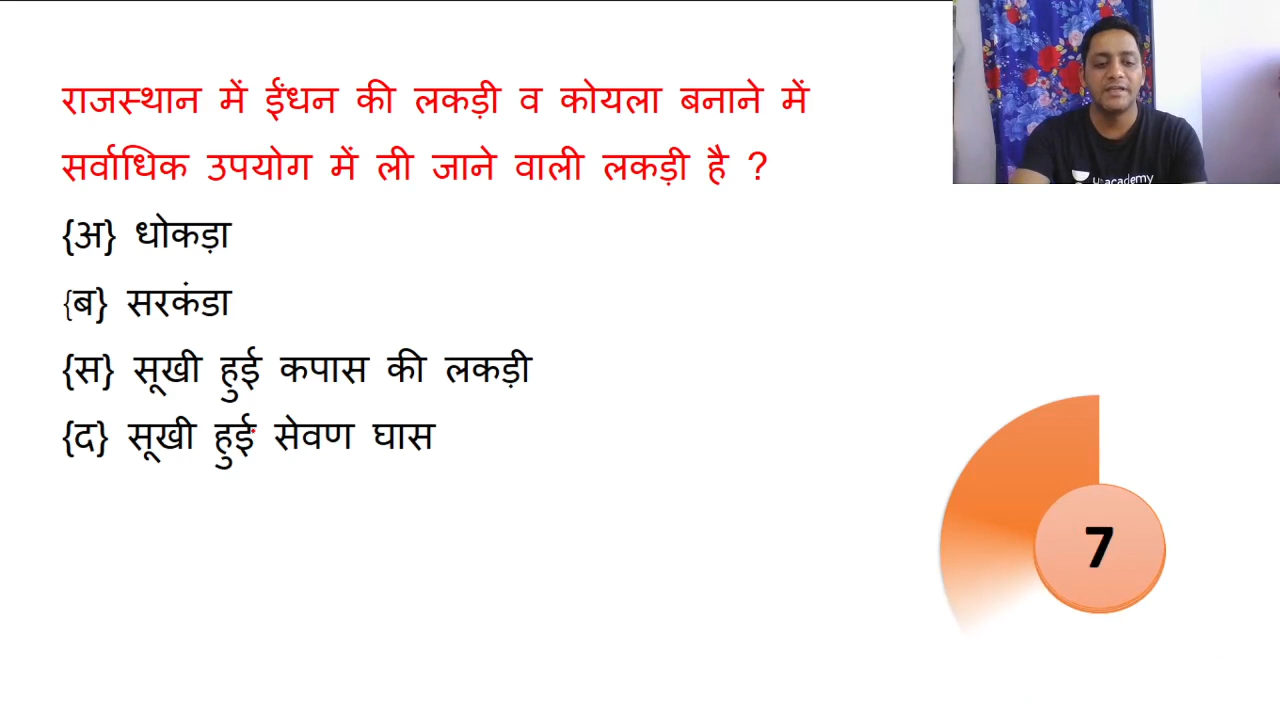 राजस्थान में ईंधन की लकड़ी व कोयला बनाने में
सर्वाधिक उपयोग में ली जाने वाली लकड़ी है ?
{अ} धोकड़ा
{ब} सरकंडा
{स} सूखी हुई कपास की लकड़ी
{द} सूखी हुई सेवण घास
7